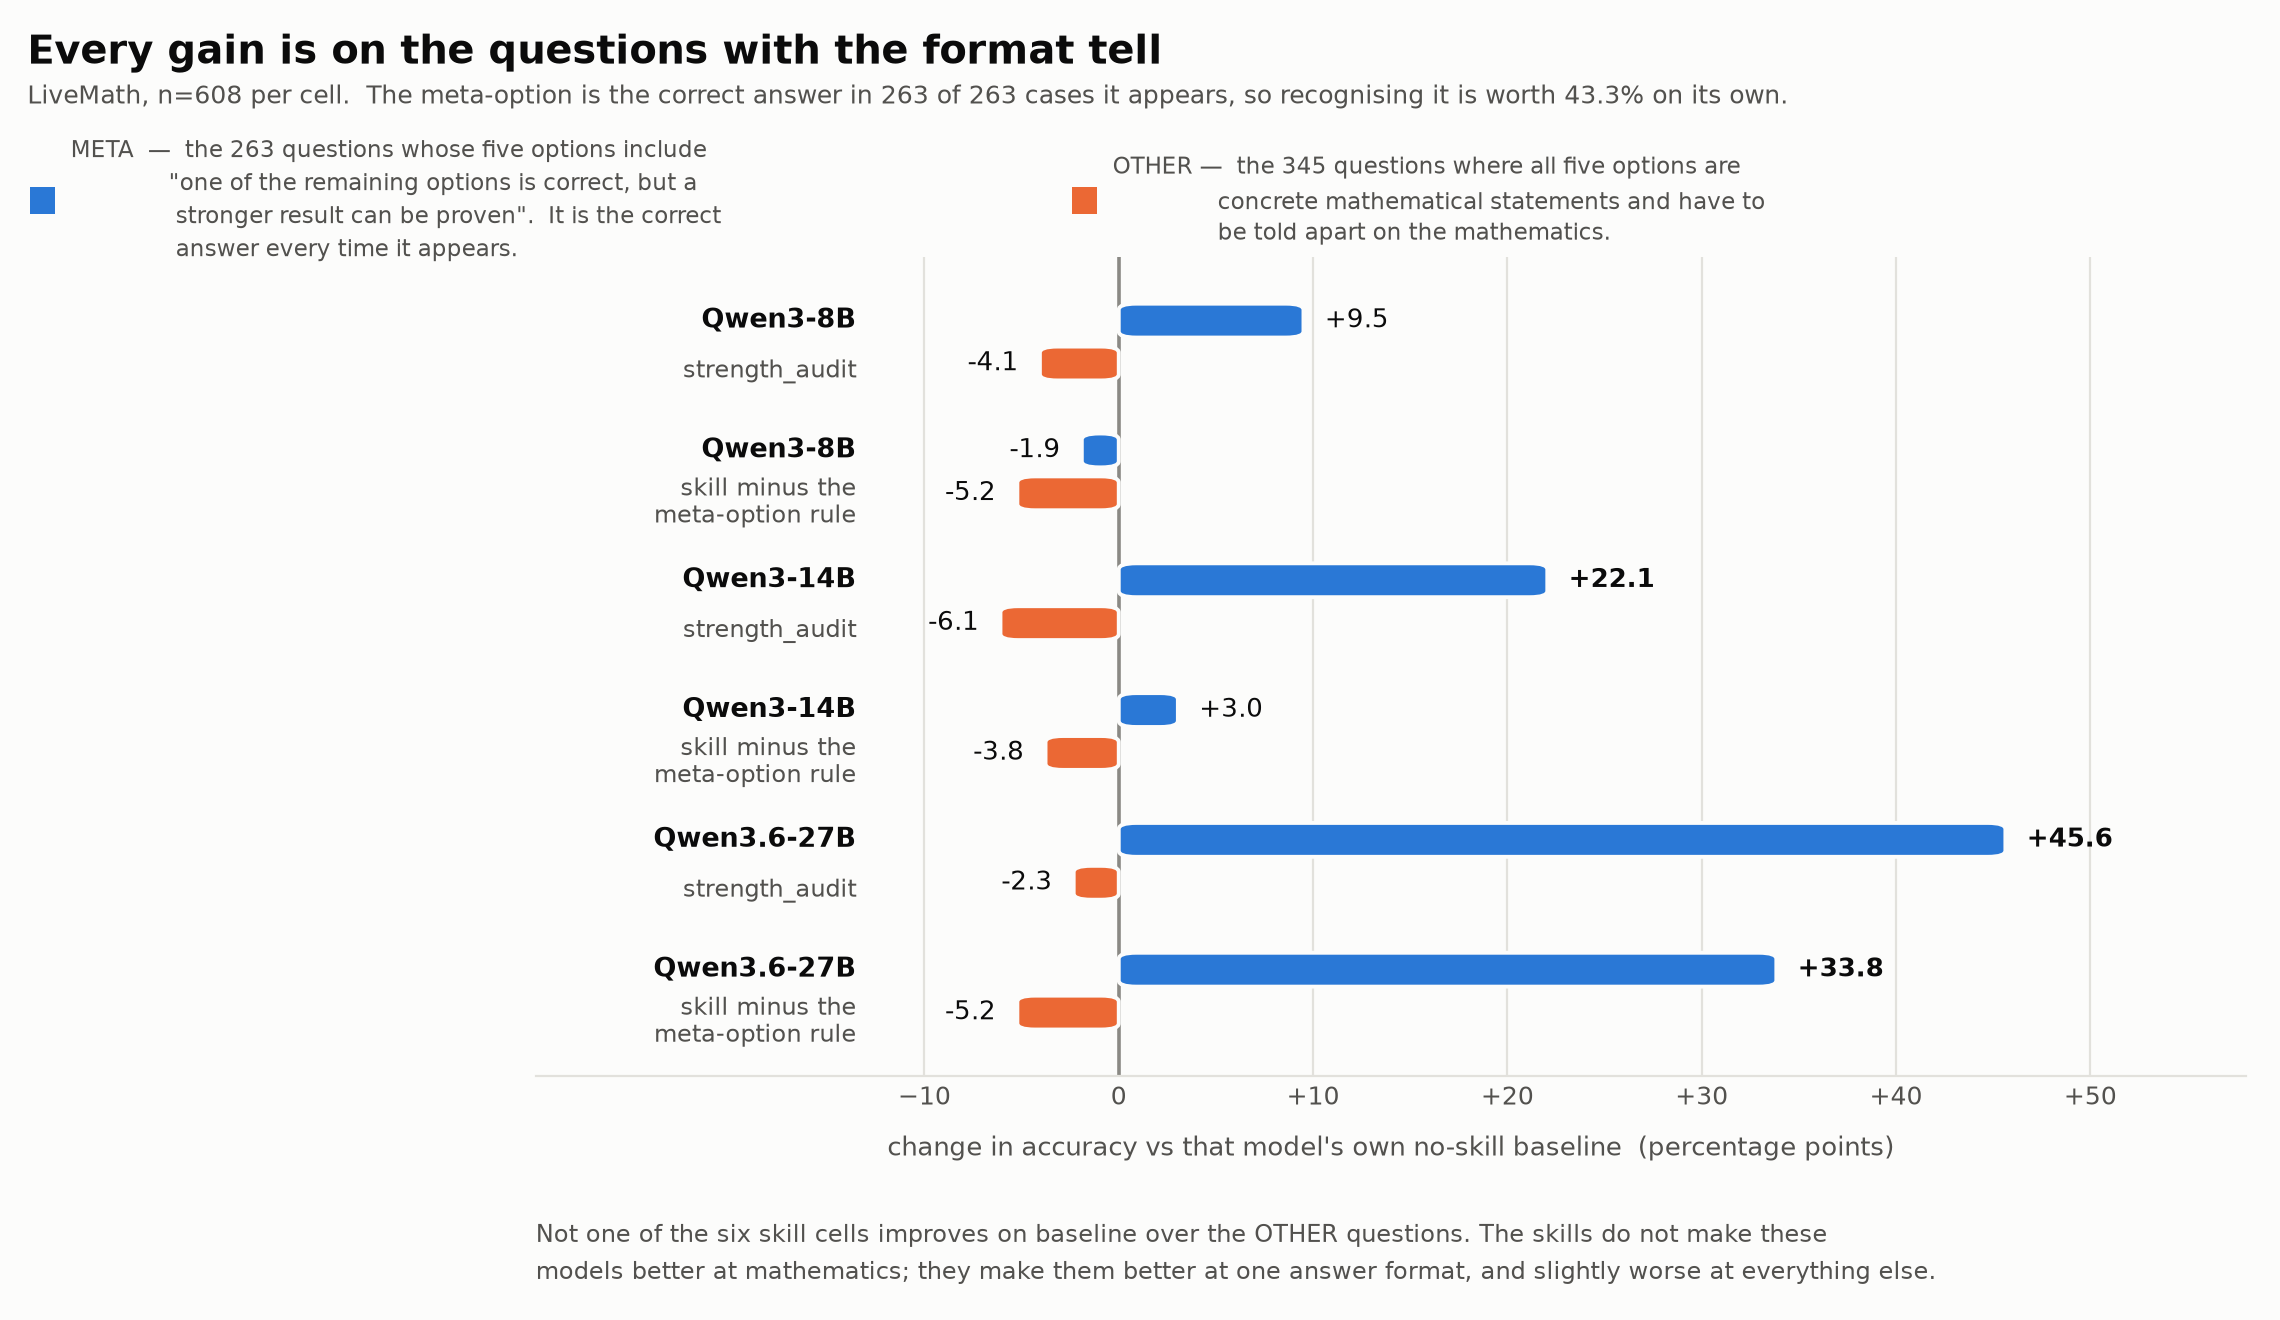 Every gain is on the questions with the format tell
LiveMath, n=608 per cell.  The meta-option is the correct answer in 263 of 263 cases it appears, so recognising it is worth 43.3% on its own.
META  —  the 263 questions whose five options include
"one of the remaining options is correct, but a
stronger result can be proven".  It is the correct
answer every time it appears.
OTHER —  the 345 questions where all five options are
concrete mathematical statements and have to
be told apart on the mathematics.
Qwen3-8B
+9.5
strength_audit
-4.1
Qwen3-8B
-1.9
skill minus the
meta-option rule
-5.2
Qwen3-14B
+22.1
strength_audit
-6.1
Qwen3-14B
+3.0
skill minus the
meta-option rule
-3.8
Qwen3.6-27B
+45.6
strength_audit
-2.3
Qwen3.6-27B
+33.8
skill minus the
meta-option rule
-5.2
−10 0 +10 +20 +30 +40 +50
change in accuracy vs that model's own no-skill baseline  (percentage points)
Not one of the six skill cells improves on baseline over the OTHER questions. The skills do not make these
models better at mathematics; they make them better at one answer format, and slightly worse at everything else.